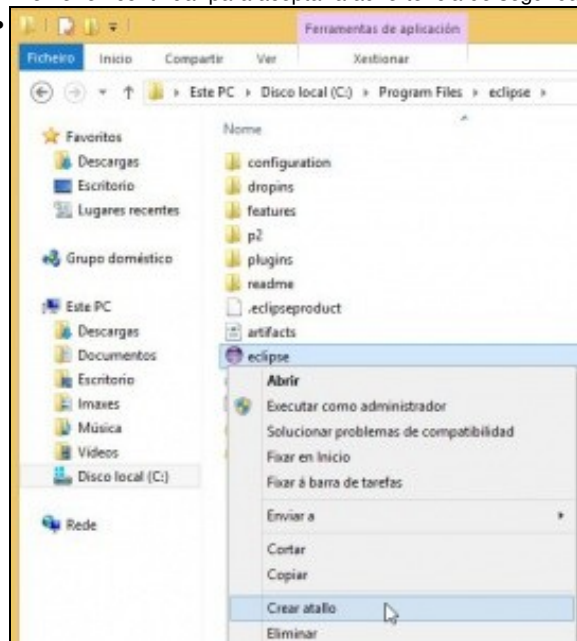 Ferramentas de aplicación
Ficheiro Inicio Compartir Ver Xestionar
Este PC Disco local (C:) Program Files eclipse
Nome
Favoritos
Descargas
Escritorio
Lugares recentes
Grupo doméstico
Este PC
Descargas
Documentos
Escritorio
Imaxes
Música
Vídeos
Disco local (C:)
Rede
configuration
dropins
features
p2
plugins
readme
.eclipseproduct
artifacts
eclipse
Abrir
Executar como administrador
Solucionar problemas de compatibilidad
Fixar en Inicio
Fixar á barra de tarefas
Enviar a
Cortar
Copiar
Crear atallo
Eliminar